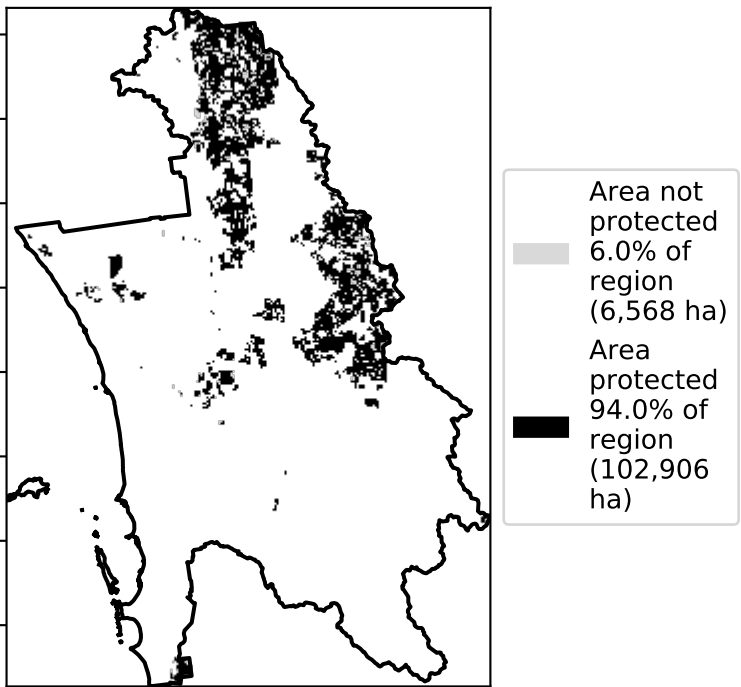 Area not
protected
6.0% of
region
(6,568 ha)
Area
protected
94.0% of
region
(102,906
ha)